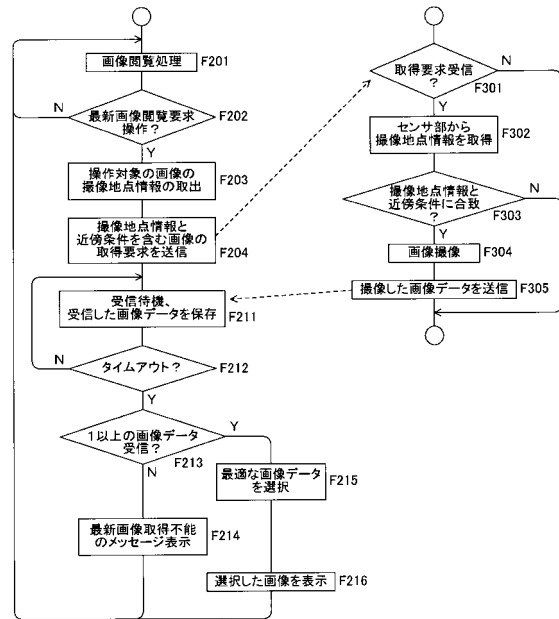 画像閲覧処理
F201
最新画像閲覧要求
操作?
F202
N
Y
操作対象の画像の
撮像地点情報の取出
F203
撮像地点情報と
近傍条件を含む画像の
取得要求を送信
F204
受信待機、
受信した画像データを保存
F211
N
タイムアウト?
F212
Y
1以上の画像データ
受信?
F213
Y
N
最適な画像データ
を選択
F215
最新画像取得不能
のメッセージ表示
F214
選択した画像を表示
F216
取得要求受信
?
F301
N
Y
センサ部から
撮像地点情報を取得
F302
撮像地点情報と
近傍条件に合致
?
F303
N
Y
画像撮像
F304
撮像した画像データを送信
F305